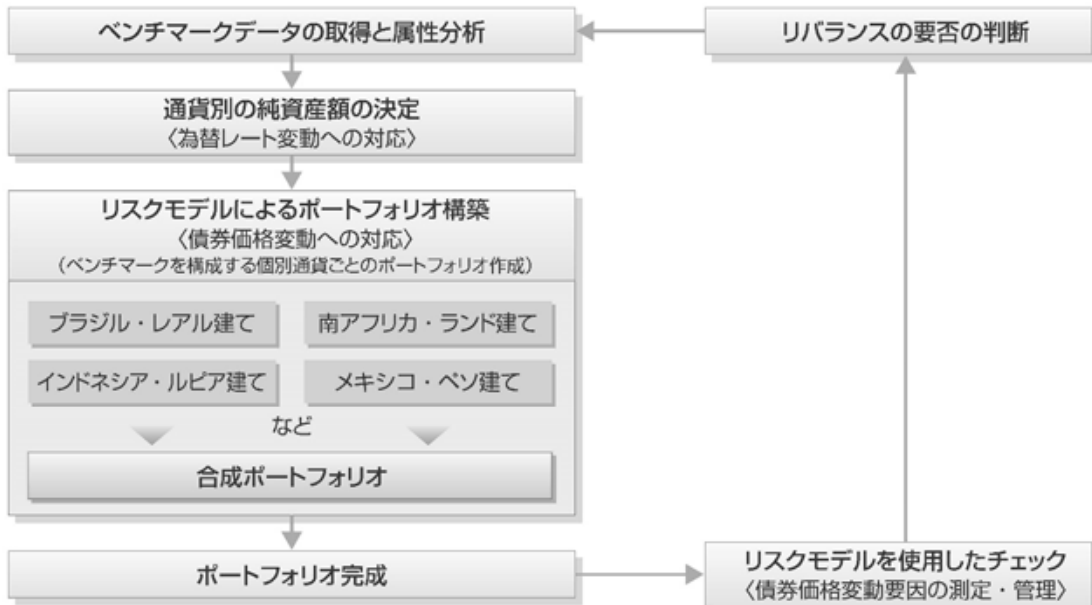 ベンチマークデータの取得と属性分析
リバランスの要否の判断
通貨別の純資産額の決定
〈為替レート変動への対応〉
リスクモデルによるポートフォリオ構築
〈債券価格変動への対応〉
（ベンチマークを構成する個別通貨ごとのポートフォリオ作成）
ブラジル・レアル建て
南アフリカ・ランド建て
インドネシア・ルピア建て
メキシコ・ペソ建て
など
合成ポートフォリオ
ポートフォリオ完成
リスクモデルを使用したチェック
〈債券価格変動要因の測定・管理〉